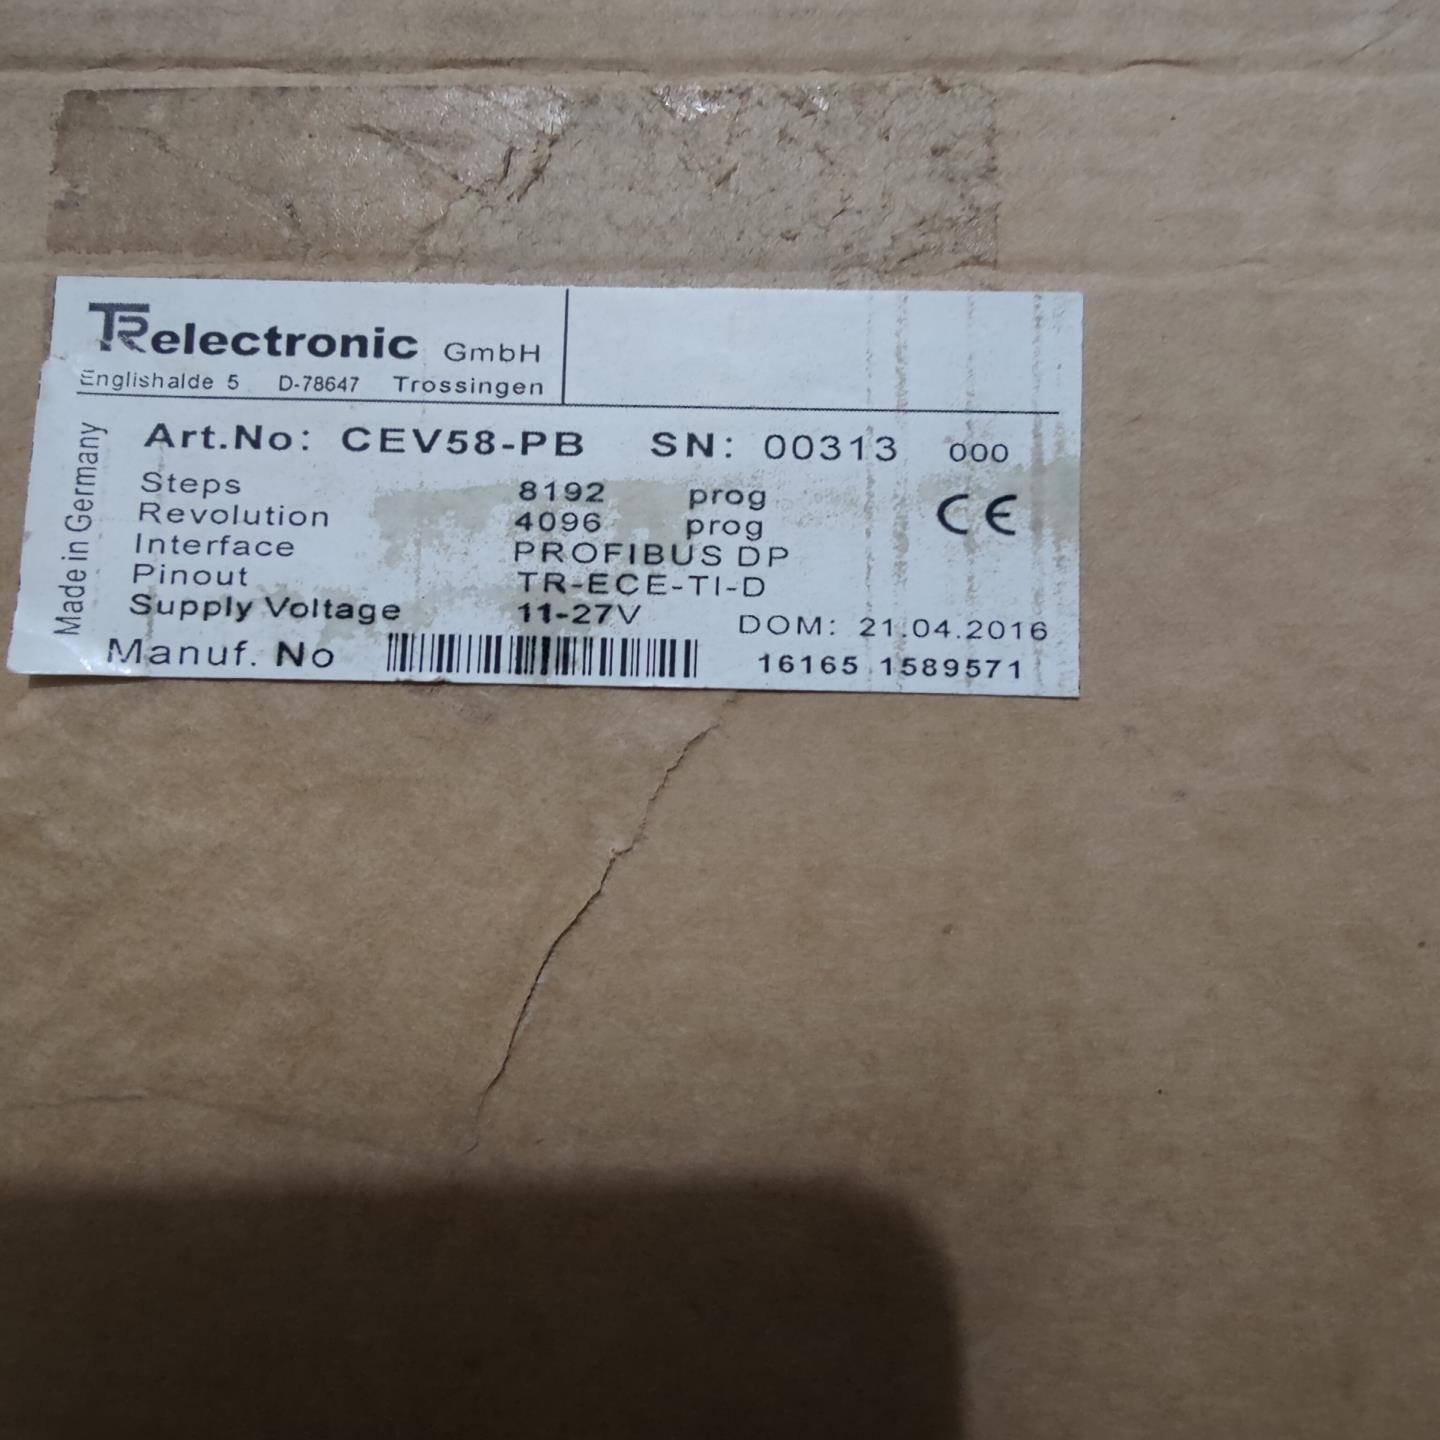 TRelectronic GmbH
Englishalde 5 D-78647 Trossingen
Made in Germany
Art.No: CEV58-PB SN: 00313 000
Steps 8192 prog
Revolution 4096 prog
CE
Interface PROFIBUS DP
Pinout TR-ECE-TI-D
Supply Voltage 11-27V
DOM: 21.04.2016
Manuf. No 16165 1589571